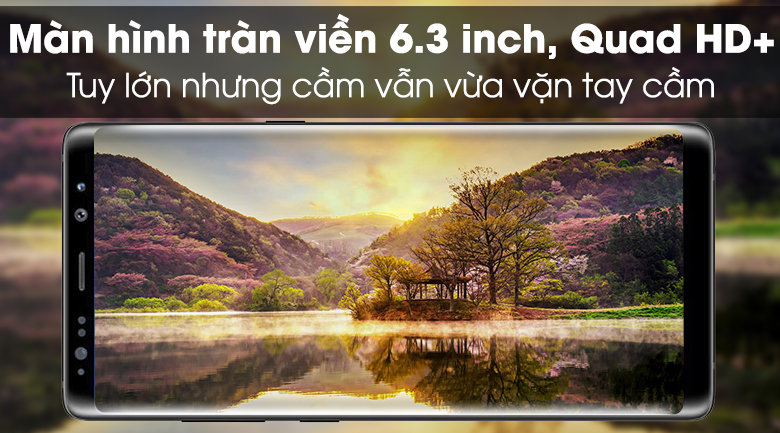 Màn hình tràn viền 6.3 inch, Quad HD+
Tuy lớn nhưng cầm vẫn vừa vặn tay cầm